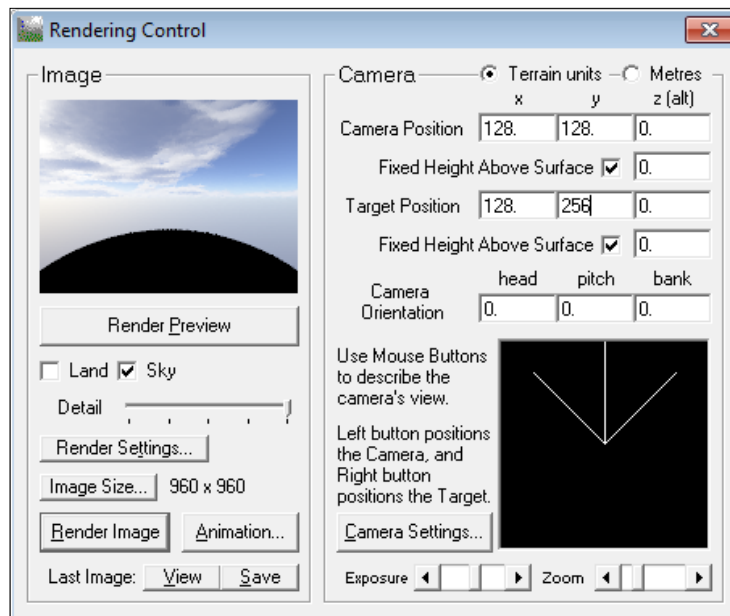 Rendering Control
Image
Render Preview
Land Sky
Detail
Render Settings...
Image Size... 960 x 960
Render Image Animation...
Last Image: View Save
Camera Terrain units Metres
x y z (alt)
Camera Position 128. 128. 0.
Fixed Height Above Surface 0.
Target Position 128. 256 0.
Fixed Height Above Surface 0.
head pitch bank
Camera
Orientation 0. 0. 0.
Use Mouse Buttons
to describe the
camera's view.
Left button positions
the Camera, and
Right button
positions the Target.
Camera Settings...
Exposure Zoom